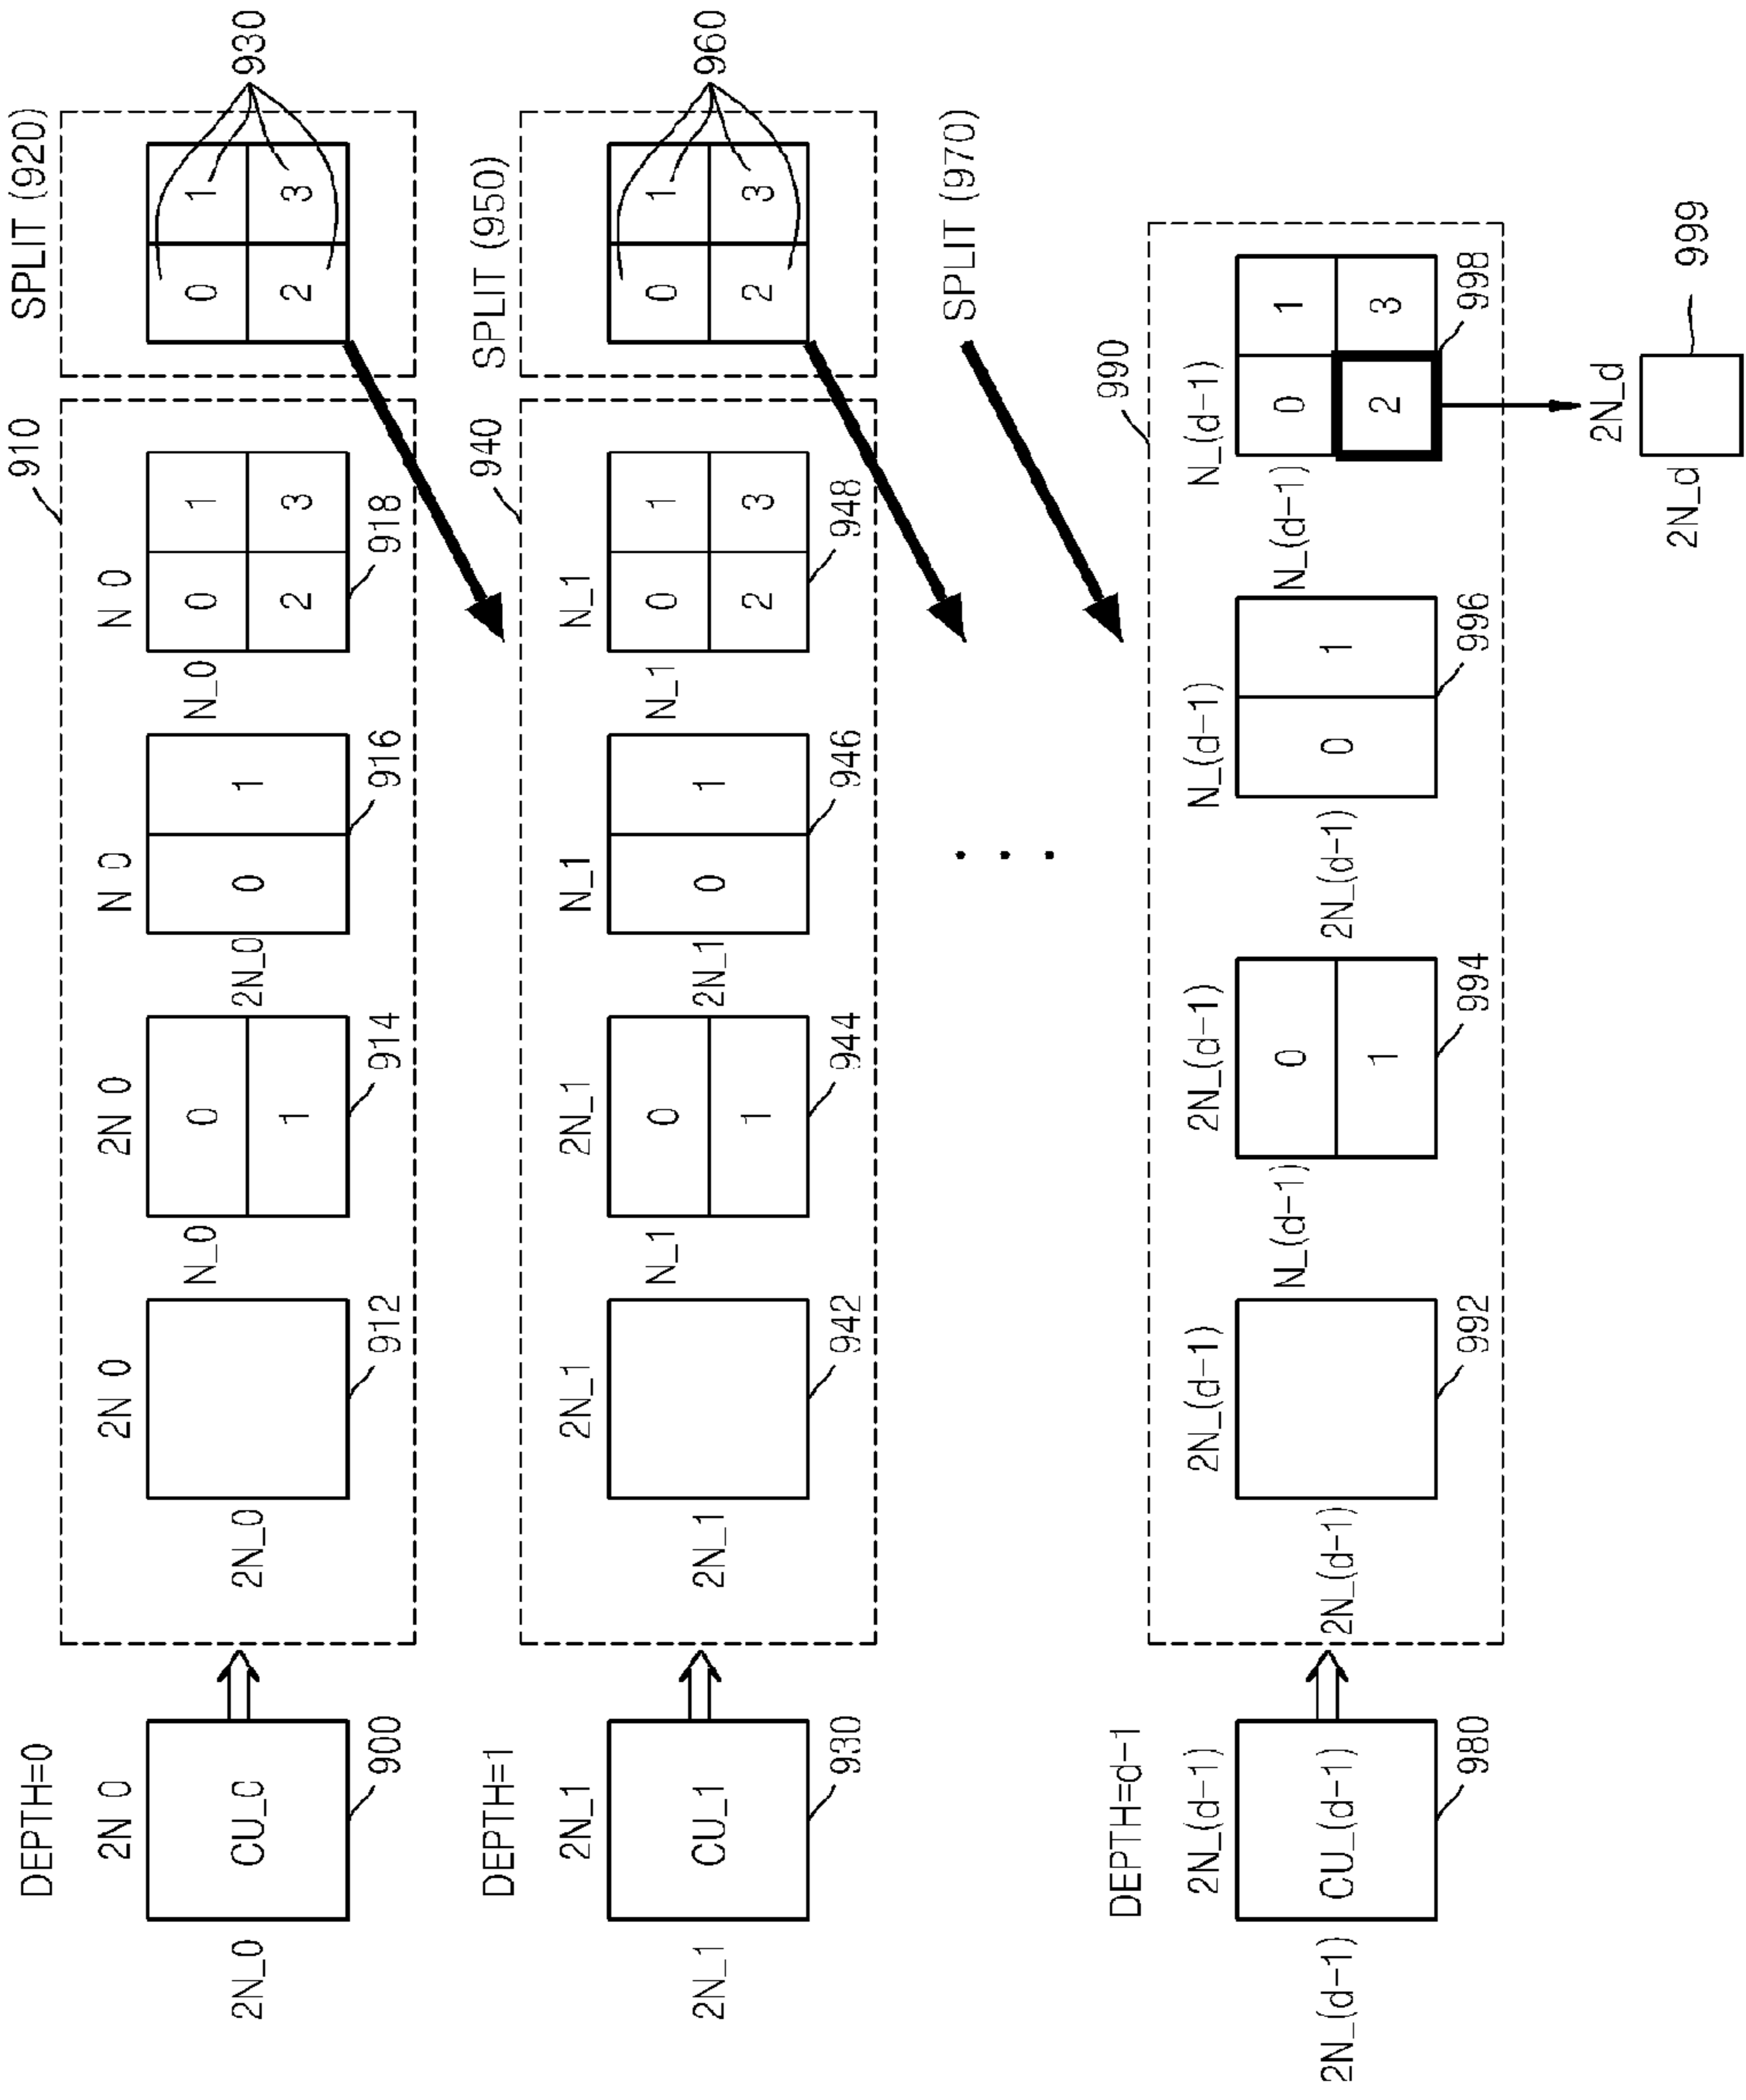 DEPTH=0
2N_0
2N_0
CU_0
900
910
2N_0
2N_0
912
2N_0
N_0
0
1
914
N_0
2N_0
0
1
916
N_0
N_0
0
1
2
3
918
SPLIT (920)
0
1
2
3
930
DEPTH=1
2N_1
2N_1
CU_1
930
940
2N_1
2N_1
942
2N_1
N_1
0
1
944
N_1
2N_1
0
1
946
N_1
N_1
0
1
2
3
948
SPLIT (950)
0
1
2
3
960
SPLIT (970)
DEPTH=d-1
2N_(d-1)
2N_(d-1)
CU_(d-1)
980
990
2N_(d-1)
2N_(d-1)
992
2N_(d-1)
N_(d-1)
0
1
994
N_(d-1)
2N_(d-1)
0
1
996
N_(d-1)
N_(d-1)
0
1
2
3
998
2N_d
2N_d
999